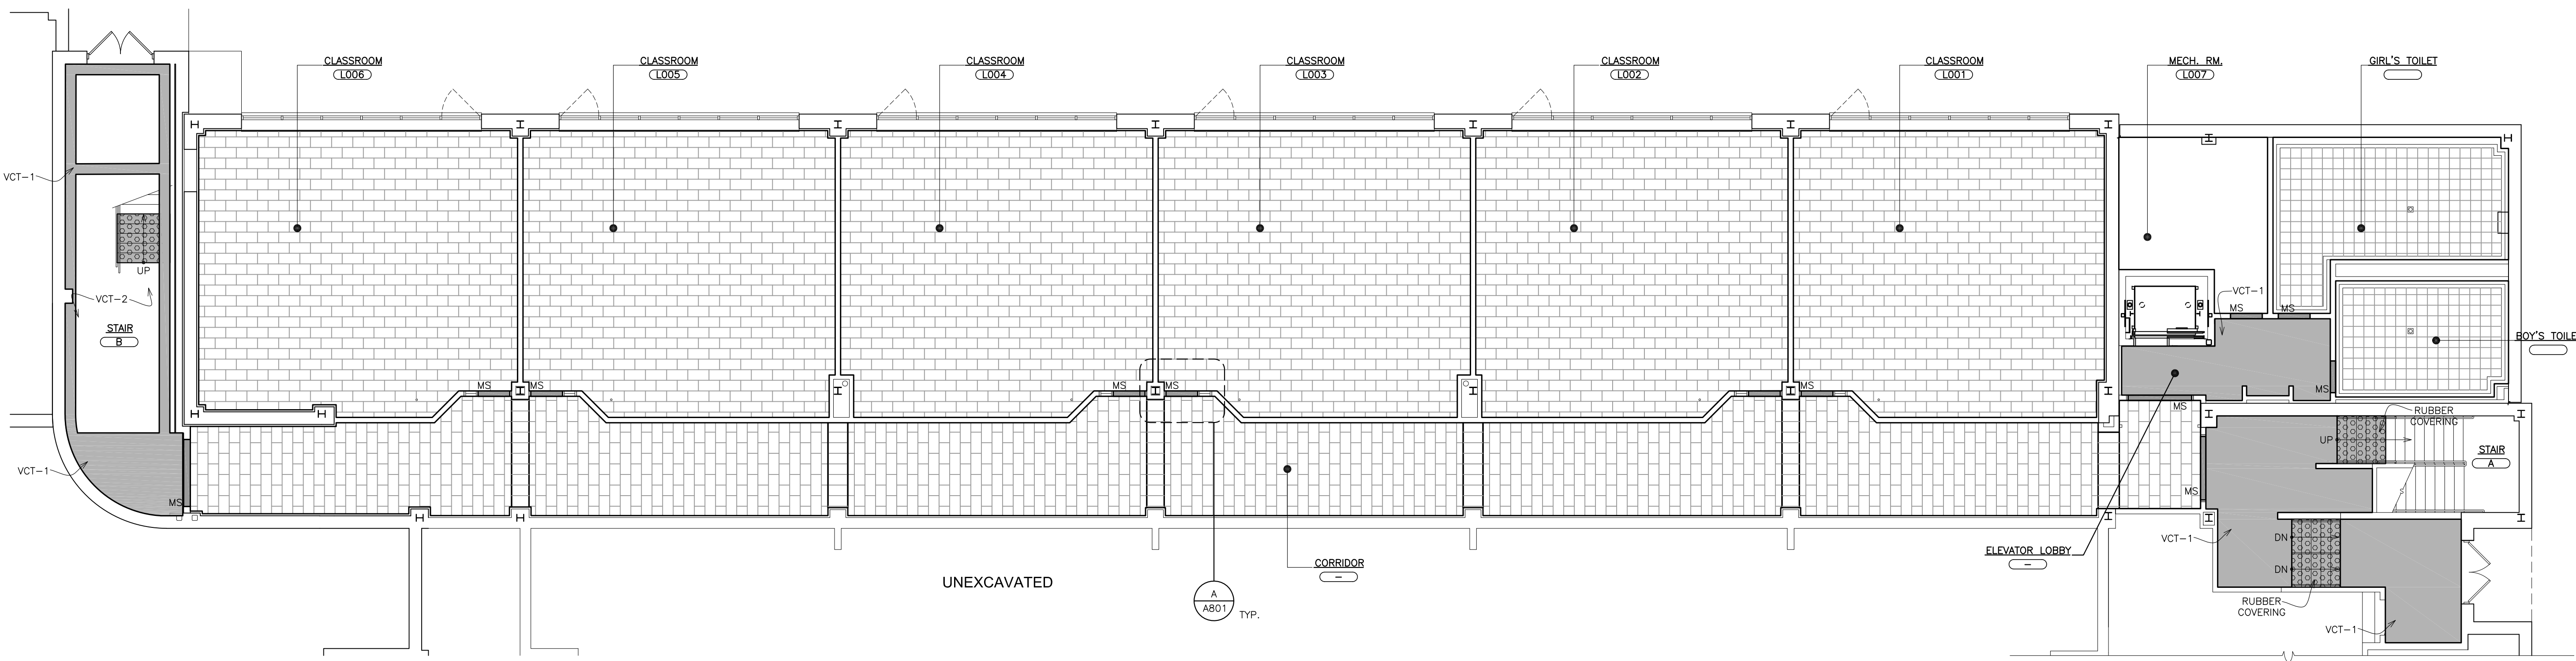 CLASSROOM
L006
CLASSROOM
L005
CLASSROOM
L004
CLASSROOM
L003
CLASSROOM
L002
CLASSROOM
L001
MECH. RM.
L007
GIRL'S TOILET
VCT-1
UP
VCT-2
STAIR
B
VCT-1
MS
MS
MS
MS
MS
MS
VCT-1
MS
MS
MS
MS
BOY'S TOILE
RUBBER
COVERING
UP
STAIR
A
MS
VCT-1
DN
DN
RUBBER
COVERING
VCT-1
ELEVATOR LOBBY
-
CORRIDOR
-
UNEXCAVATED
A
A801
TYP.